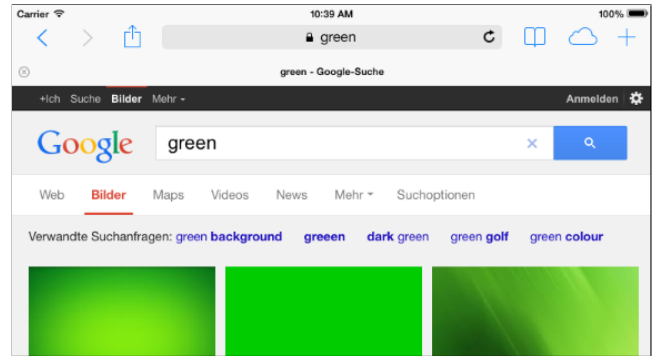 Carrier 10:39 AM 100%
green
green - Google-Suche
+Ich Suche Bilder Mehr Anmelden
Google green
Web Bilder Maps Videos News Mehr Suchoptionen
Verwandte Suchanfragen: green background greeen dark green green golf green colour